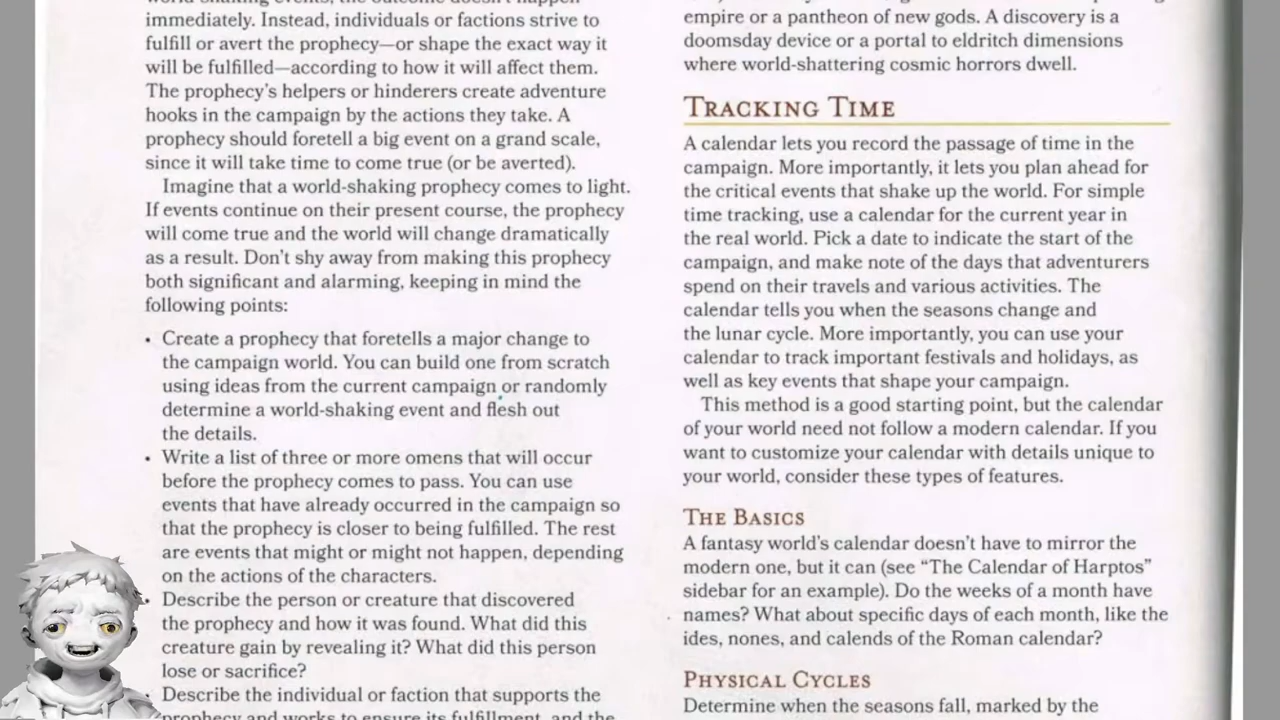 immediately. Instead, individuals or factions strive to
fulfill or avert the prophecy—or shape the exact way it
will be fulfilled—according to how it will affect them.
The prophecy's helpers or hinderers create adventure
hooks in the campaign by the actions they take. A
prophecy should foretell a big event on a grand scale,
since it will take time to come true (or be averted).
Imagine that a world-shaking prophecy comes to light.
If events continue on their present course, the prophecy
will come true and the world will change dramatically
as a result. Don't shy away from making this prophecy
both significant and alarming, keeping in mind the
following points:
• Create a prophecy that foretells a major change to
the campaign world. You can build one from scratch
using ideas from the current campaign or randomly
determine a world-shaking event and flesh out
the details.
• Write a list of three or more omens that will occur
before the prophecy comes to pass. You can use
events that have already occurred in the campaign so
that the prophecy is closer to being fulfilled. The rest
are events that might or might not happen, depending
on the actions of the characters.
Describe the person or creature that discovered
the prophecy and how it was found. What did this
creature gain by revealing it? What did this person
lose or sacrifice?
Describe the individual or faction that supports the
prophecy and works to ensure its fulfillment, and the
empire or a pantheon of new gods. A discovery is a
doomsday device or a portal to eldritch dimensions
where world-shattering cosmic horrors dwell.
TRACKING TIME
A calendar lets you record the passage of time in the
campaign. More importantly, it lets you plan ahead for
the critical events that shake up the world. For simple
time tracking, use a calendar for the current year in
the real world. Pick a date to indicate the start of the
campaign, and make note of the days that adventurers
spend on their travels and various activities. The
calendar tells you when the seasons change and
the lunar cycle. More importantly, you can use your
calendar to track important festivals and holidays, as
well as key events that shape your campaign.
This method is a good starting point, but the calendar
of your world need not follow a modern calendar. If you
want to customize your calendar with details unique to
your world, consider these types of features.
THE BASICS
A fantasy world's calendar doesn't have to mirror the
modern one, but it can (see “The Calendar of Harptos”
sidebar for an example). Do the weeks of a month have
names? What about specific days of each month, like the
ides, nones, and calends of the Roman calendar?
PHYSICAL CYCLES
Determine when the seasons fall, marked by the